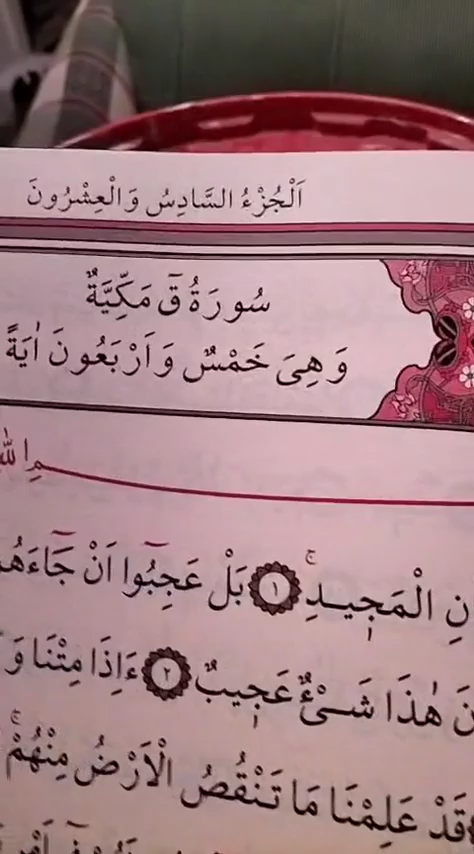 اَلْجُزْءُ السَّادِسُ وَالْعِشْرُونَ
سُورَةُ قٓ مَكِّيَّةٌ
وَهِيَ خَمْسٌ وَاَرْبَعُونَ اٰيَةً
نِ الْمَجٖيدِۚ ﴿١﴾ بَلْ عَجِبُٓوا اَنْ جَٓاءَهُ
هٰذَا شَيْءٌ عَجٖيبٌ ﴿٢﴾ ءَاِذَا مِتْنَا وَ
قَدْ عَلِمْنَا مَا تَنْقُصُ الْاَرْضُ مِنْهُمْۚ